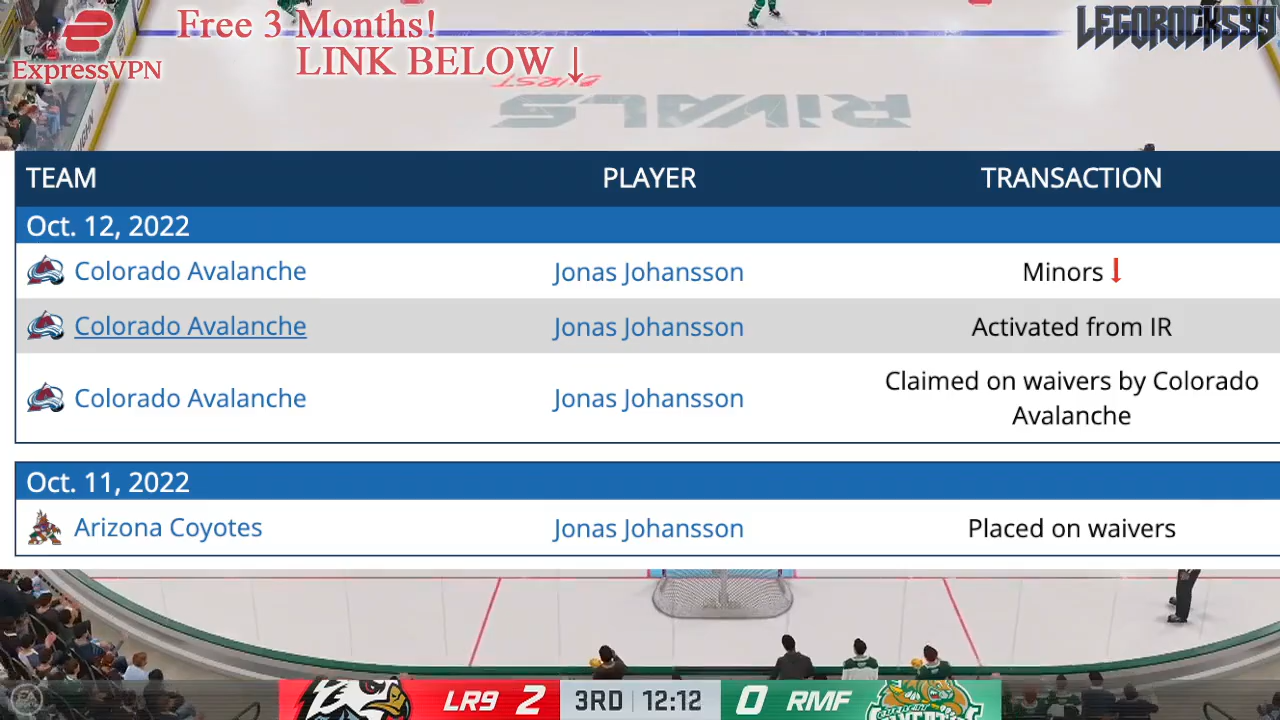 ExpressVPN
Free 3 Months!
LINK BELOW ↓
LEGOROCKS99
RIVALS
TEAM PLAYER TRANSACTION
Oct. 12, 2022
Colorado Avalanche Jonas Johansson Minors
Colorado Avalanche Jonas Johansson Activated from IR
Colorado Avalanche Jonas Johansson Claimed on waivers by Colorado
Avalanche
Oct. 11, 2022
Arizona Coyotes Jonas Johansson Placed on waivers
EA
LR9 2 3RD 12:12 0 RMF